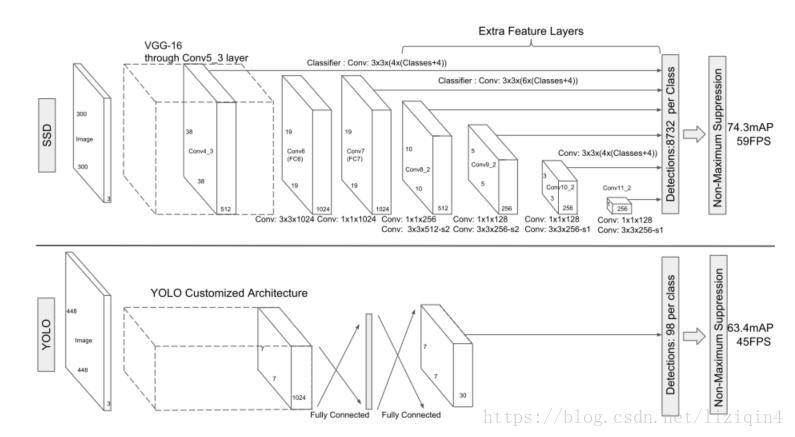 Extra Feature Layers
VGG-16
through Conv5_3 layer
Classifier : Conv: 3x3x(4x(Classes+4))
Classifier : Conv: 3x3x(6x(Classes+4))
SSD
300
Image
300
3
38
Conv4_3
38
512
19
Conv6
(FC6)
19
1024
19
Conv7
(FC7)
19
1024
10
Conv8_2
10
512
5
Conv9_2
5
256
Conv: 3x3x(4x(Classes+4))
3
Conv10_2
3
256
Conv11_2
256
Conv: 3x3x1024
Conv: 1x1x1024
Conv: 1x1x256
Conv: 3x3x512-s2
Conv: 1x1x128
Conv: 3x3x256-s2
Conv: 1x1x128
Conv: 3x3x256-s1
Conv: 1x1x128
Conv: 3x3x256-s1
Detections:8732 per Class
Non-Maximum Suppression
74.3mAP
59FPS
YOLO
448
Image
448
3
YOLO Customized Architecture
7
7
1024
Fully Connected
Fully Connected
7
7
30
Detections: 98 per class
Non-Maximum Suppression
63.4mAP
45FPS
https://blog.csdn.net/liziqin4